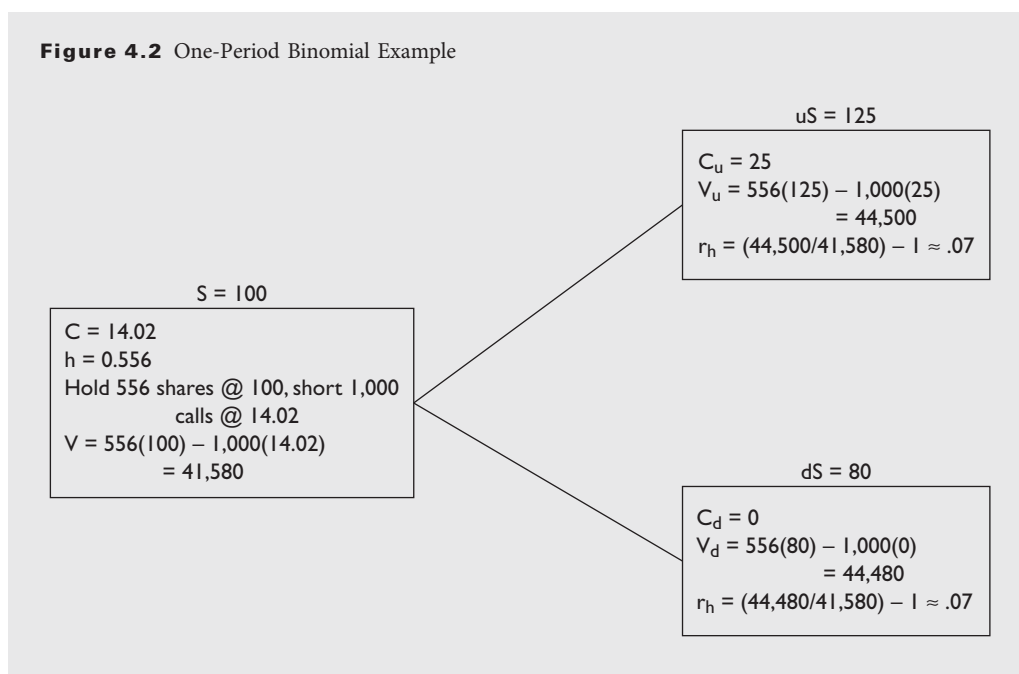 Figure 4.2 One-Period Binomial Example
uS = 125
C_u = 25
V_u = 556(125) – 1,000(25)
= 44,500
r_h = (44,500/41,580) – 1 ≈ .07
S = 100
C = 14.02
h = 0.556
Hold 556 shares @ 100, short 1,000
calls @ 14.02
V = 556(100) – 1,000(14.02)
= 41,580
dS = 80
C_d = 0
V_d = 556(80) – 1,000(0)
= 44,480
r_h = (44,480/41,580) – 1 ≈ .07